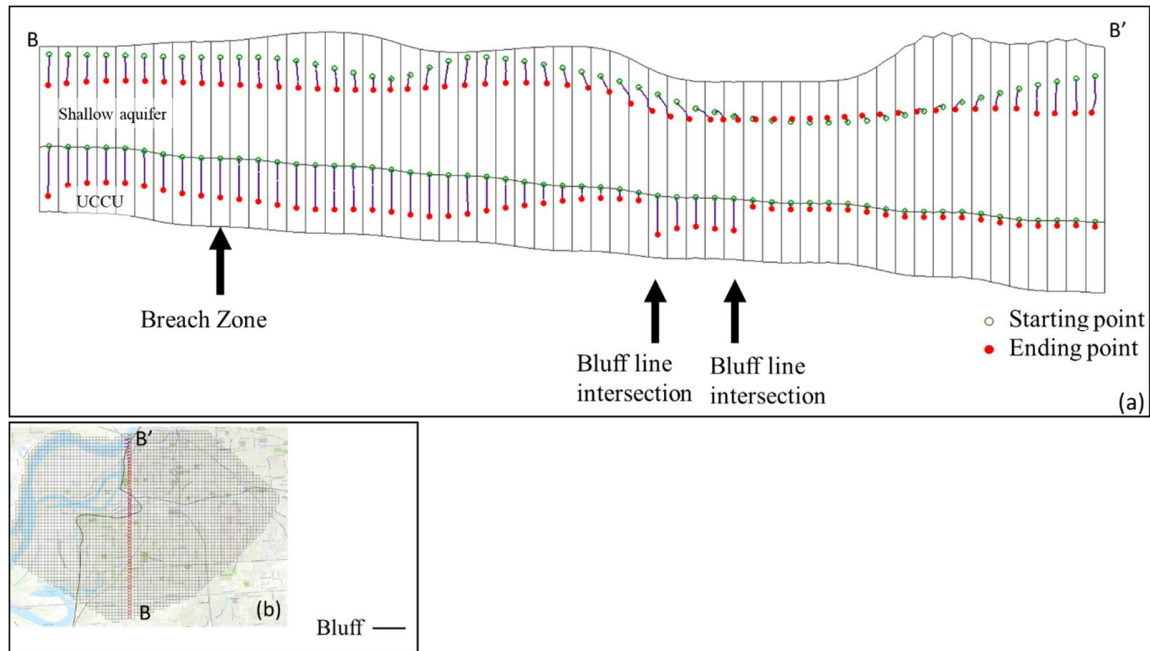 B
B’
Shallow aquifer
UCCU
Breach Zone
Bluff line
intersection
Bluff line
intersection
Starting point
Ending point
(a)
B’
B
(b)
Bluff